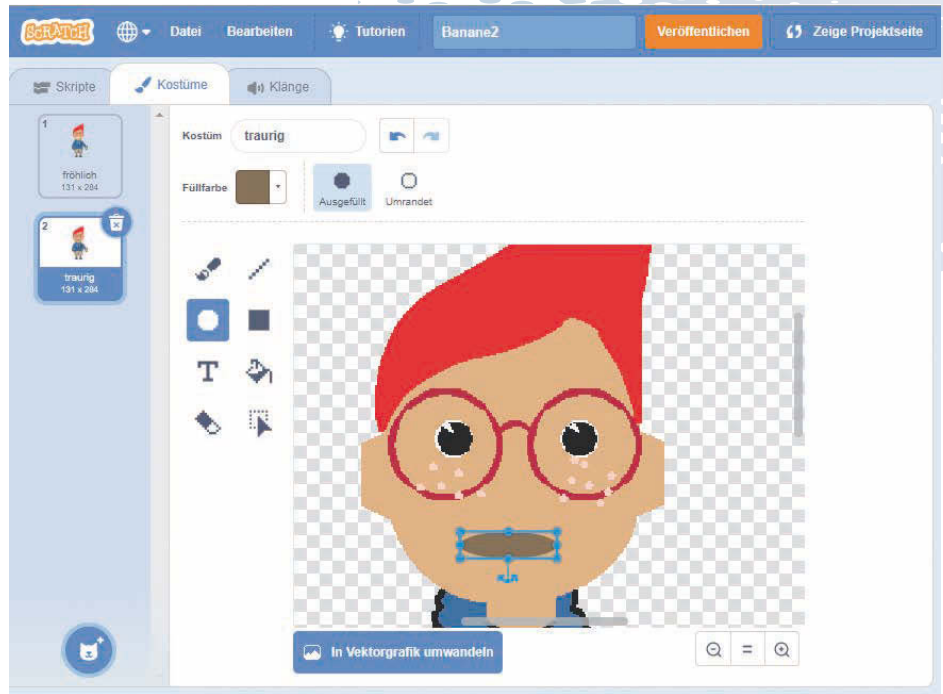 SCRATCH Datei Bearbeiten Tutorien Banane2 Veröffentlichen Zeige Projektseite
Skripte Kostüme Klänge
1
fröhlich
131 x 284
2
traurig
131 x 284
Kostüm traurig
Füllfarbe Ausgefüllt Umrandet
T
In Vektorgrafik umwandeln =